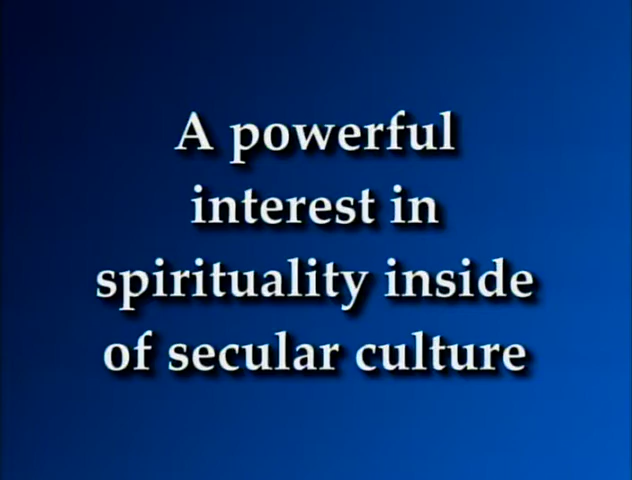 A powerful
interest in
spirituality inside
of secular culture